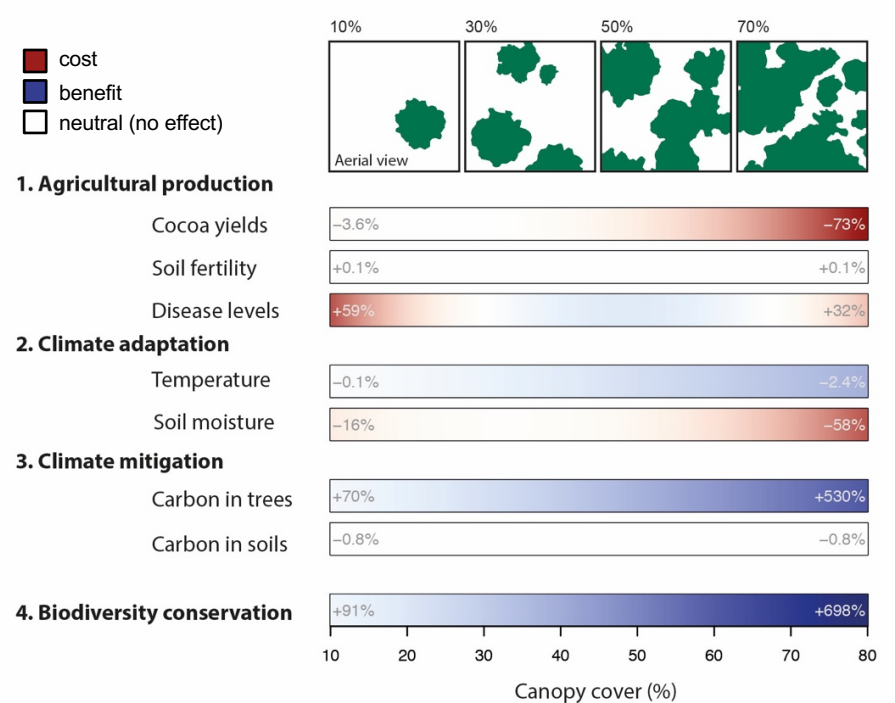 10% 30% 50% 70%
cost
benefit
neutral (no effect)
Aerial view
1. Agricultural production
Cocoa yields −3.6% −73%
Soil fertility +0.1% +0.1%
Disease levels +59% +32%
2. Climate adaptation
Temperature −0.1% −2.4%
Soil moisture −16% −58%
3. Climate mitigation
Carbon in trees +70% +530%
Carbon in soils −0.8% −0.8%
4. Biodiversity conservation +91% +698%
10 20 30 40 50 60 70 80
Canopy cover (%)